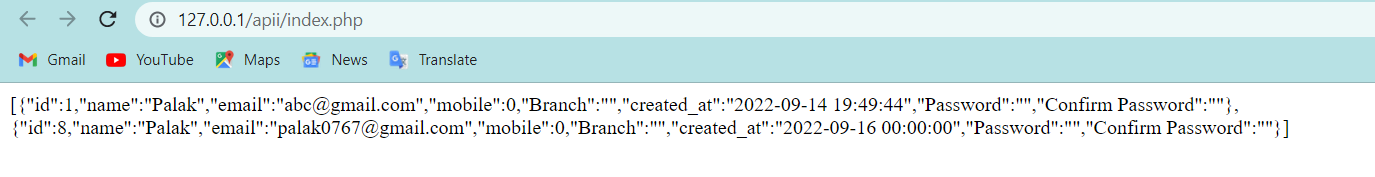 127.0.0.1/apii/index.php
Gmail YouTube Maps News Translate
[{"id":1,"name":"Palak","email":"abc@gmail.com","mobile":0,"Branch":"","created_at":"2022-09-14 19:49:44","Password":"","Confirm Password":""},
{"id":8,"name":"Palak","email":"palak0767@gmail.com","mobile":0,"Branch":"","created_at":"2022-09-16 00:00:00","Password":"","Confirm Password":""}]